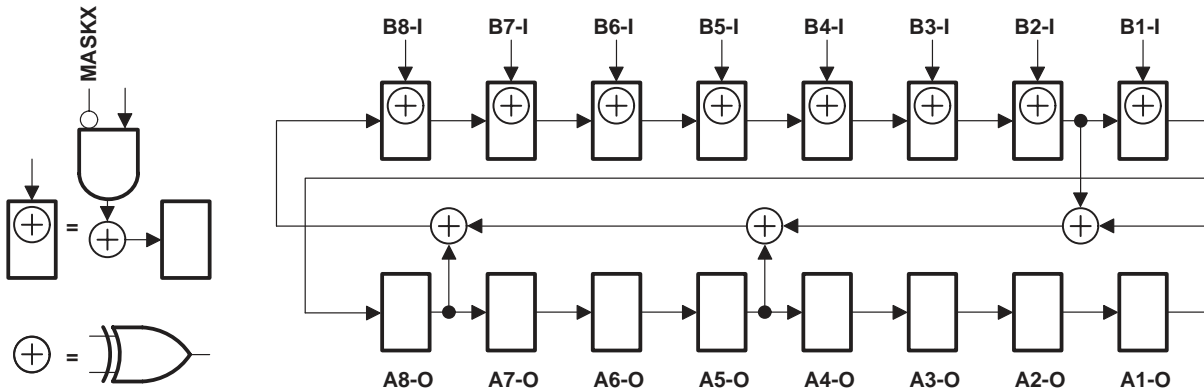 B8-I B7-I B6-I B5-I B4-I B3-I B2-I B1-I
MASKX
=
=
A8-O A7-O A6-O A5-O A4-O A3-O A2-O A1-O